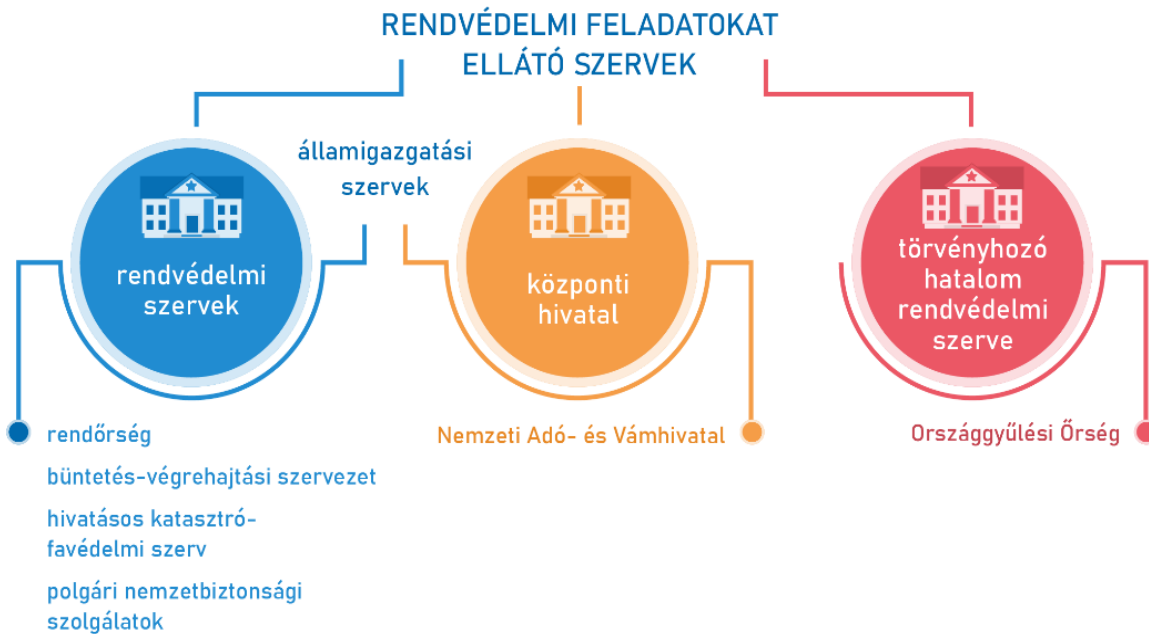 RENDVÉDELMI FELADATOKAT
ELLÁTÓ SZERVEK
államigazgatási
szervek
rendvédelmi
szervek
központi
hivatal
törvényhozó
hatalom
rendvédelmi
szerve
rendőrség
büntetés-végrehajtási szervezet
hivatásos katasztró-
favédelmi szerv
polgári nemzetbiztonsági
szolgálatok
Nemzeti Adó- és Vámhivatal
Országgyűlési Őrség